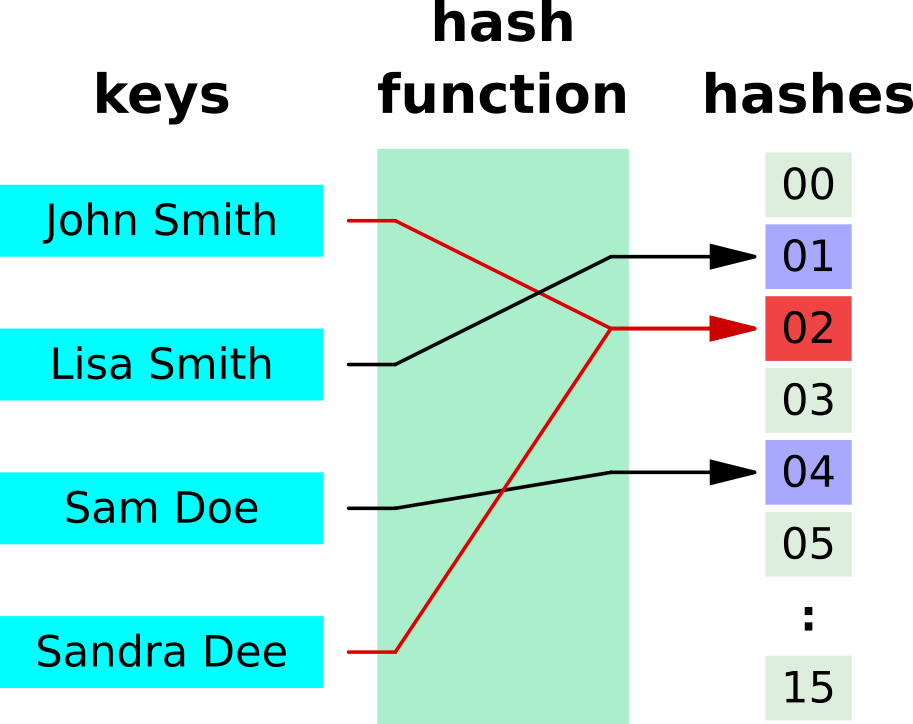 keys
hash
function
hashes
John Smith
Lisa Smith
Sam Doe
Sandra Dee
00
01
02
03
04
05
:
15